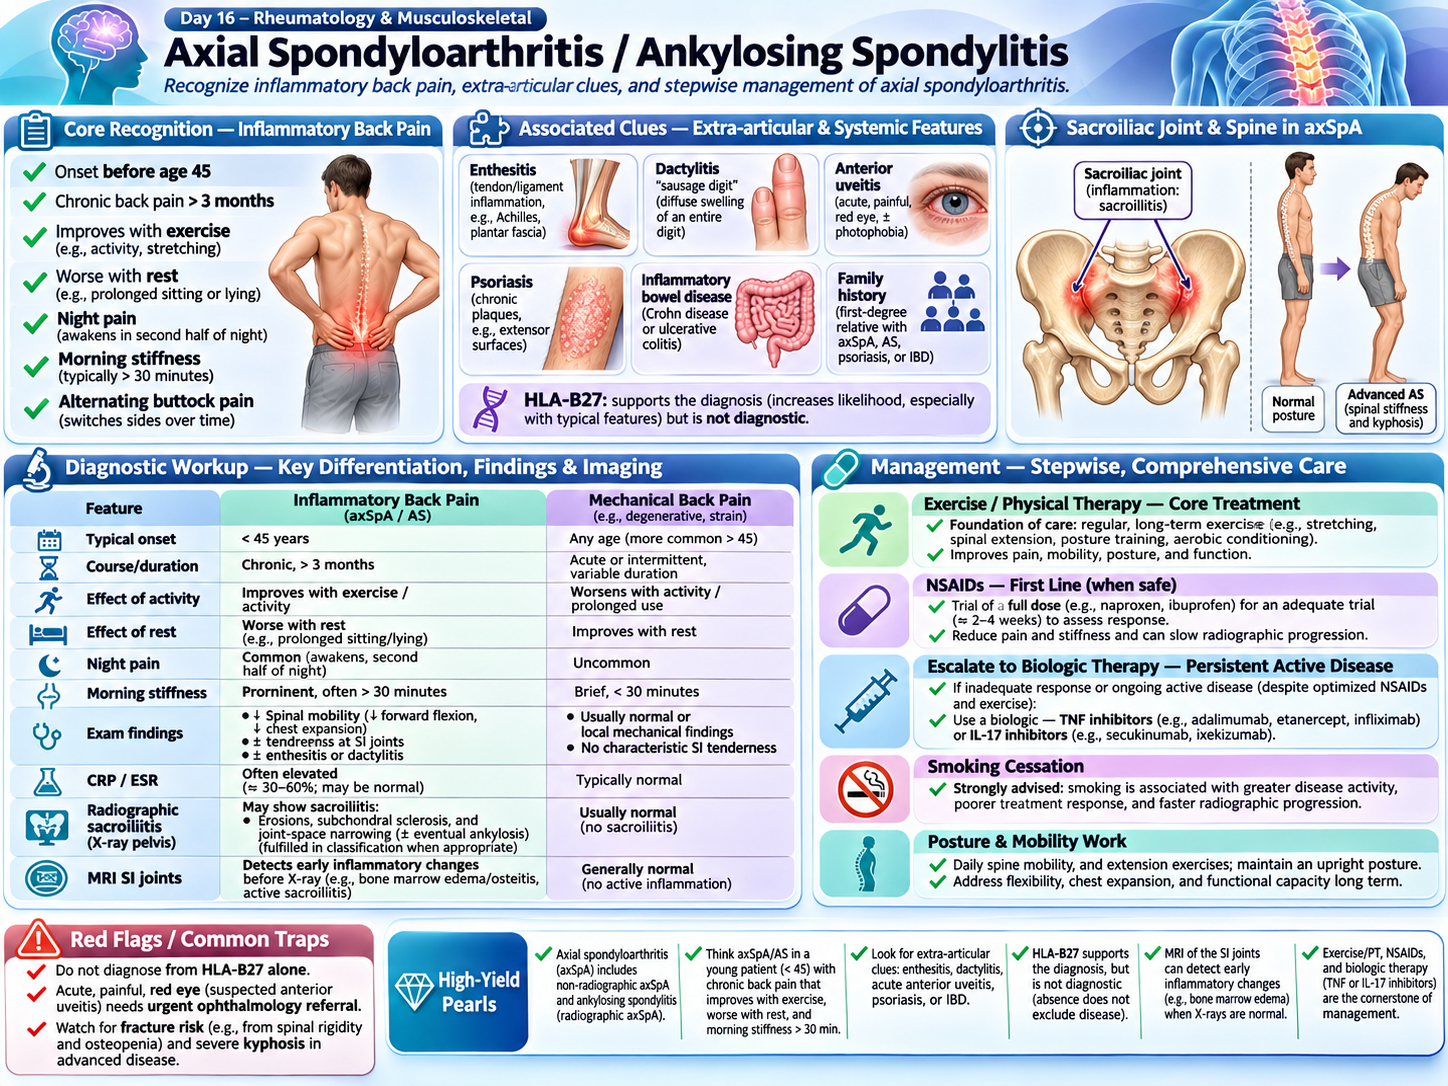 Day 16 – Rheumatology & Musculoskeletal
Axial Spondyloarthritis / Ankylosing Spondylitis
Recognize inflammatory back pain, extra-articular clues, and stepwise management of axial spondyloarthritis.
Core Recognition — Inflammatory Back Pain
Onset before age 45
Chronic back pain > 3 months
Improves with exercise
(e.g., activity, stretching)
Worse with rest
(e.g., prolonged sitting or lying)
Night pain
(awakens in second half of night)
Morning stiffness
(typically > 30 minutes)
Alternating buttock pain
(switches sides over time)
Associated Clues — Extra-articular & Systemic Features
Enthesitis
(tendon/ligament
inflammation,
e.g., Achilles,
plantar fascia)
Dactylitis
“sausage digit”
(diffuse swelling
of an entire
digit)
Anterior
uveitis
(acute, painful,
red eye, ±
photophobia)
Psoriasis
(chronic
plaques,
e.g., extensor
surfaces)
Inflammatory
bowel disease
(Crohn disease
or ulcerative
colitis)
Family
history
(first-degree
relative with
axSpA, AS,
psoriasis, or IBD)
HLA-B27: supports the diagnosis (increases likelihood, especially
with typical features) but is not diagnostic.
Sacroiliac Joint & Spine in axSpA
Sacroiliac joint
(inflammation:
sacroillitis)
Normal
posture
Advanced AS
(spinal stiffness
and kyphosis)
Diagnostic Workup — Key Differentiation, Findings & Imaging
Feature
Inflammatory Back Pain
(axSpA / AS)
Mechanical Back Pain
(e.g., degenerative, strain)
Typical onset
< 45 years
Any age (more common > 45)
Course/duration
Chronic, > 3 months
Acute or intermittent,
variable duration
Effect of activity
Improves with exercise /
activity
Worsens with activity /
prolonged use
Effect of rest
Worse with rest
(e.g., prolonged sitting/lying)
Improves with rest
Night pain
Common (awakens, second
half of night)
Uncommon
Morning stiffness
Prominent, often > 30 minutes
Brief, < 30 minutes
Exam findings
• ↓ Spinal mobility (↓ forward flexion,
↓ chest expansion)
• ± tendreness at SI joints
• ± enthesitis or dactylitis
• Usually normal or
local mechanical findings
• No characteristic SI tenderness
CRP / ESR
Often elevated
(≈ 30–60%; may be normal)
Typically normal
Radiographic
sacroiliitis
(X-ray pelvis)
May show sacroiliitis:
• Erosions, subchondral sclerosis, and
joint-space narrowing (± eventual ankylosis)
(fulfilled in classification when appropriate)
Usually normal
(no sacroiliitis)
MRI SI joints
Detects early inflammatory changes
before X-ray (e.g., bone marrow edema/osteitis,
active sacroiliitis)
Generally normal
(no active inflammation)
Management — Stepwise, Comprehensive Care
Exercise / Physical Therapy — Core Treatment
Foundation of care: regular, long-term exercise (e.g., stretching,
spinal extension, posture training, aerobic conditioning).
Improves pain, mobility, posture, and function.
NSAIDs — First Line (when safe)
Trial of a full dose (e.g., naproxen, ibuprofen) for an adequate trial
(≈ 2–4 weeks) to assess response.
Reduce pain and stiffness and can slow radiographic progression.
Escalate to Biologic Therapy — Persistent Active Disease
If inadequate response or ongoing active disease (despite optimized NSAIDs
and exercise):
Use a biologic — TNF inhibitors (e.g., adalimumab, etanercept, infliximab)
or IL-17 inhibitors (e.g., secukinumab, ixekizumab).
Smoking Cessation
Strongly advised: smoking is associated with greater disease activity,
poorer treatment response, and faster radiographic progression.
Posture & Mobility Work
Daily spine mobility, and extension exercises; maintain an upright posture.
Address flexibility, chest expansion, and functional capacity long term.
Red Flags / Common Traps
Do not diagnose from HLA-B27 alone.
Acute, painful, red eye (suspected anterior
uveitis) needs urgent ophthalmology referral.
Watch for fracture risk (e.g., from spinal rigidity
and osteopenia) and severe kyphosis in
advanced disease.
High-Yield
Pearls
Axial spondyloarthritis
(axSpA) includes
non-radiographic axSpA
and ankylosing spondylitis
(radiographic axSpA).
Think axSpA/AS in a
young patient (< 45) with
chronic back pain that
improves with exercise,
worse with rest, and
morning stiffness > 30 min.
Look for extra-articular
clues: enthesitis, dactylitis,
acute anterior uveitis,
psoriasis, or IBD.
HLA-B27 supports
the diagnosis, but
is not diagnostic
(absence does not
exclude disease).
MRI of the SI joints
can detect early
inflammatory changes
(e.g., bone marrow edema)
when X-rays are normal.
Exercise/PT, NSAIDs,
and biologic therapy
(TNF or IL-17 inhibitors)
are the cornerstone of
management.